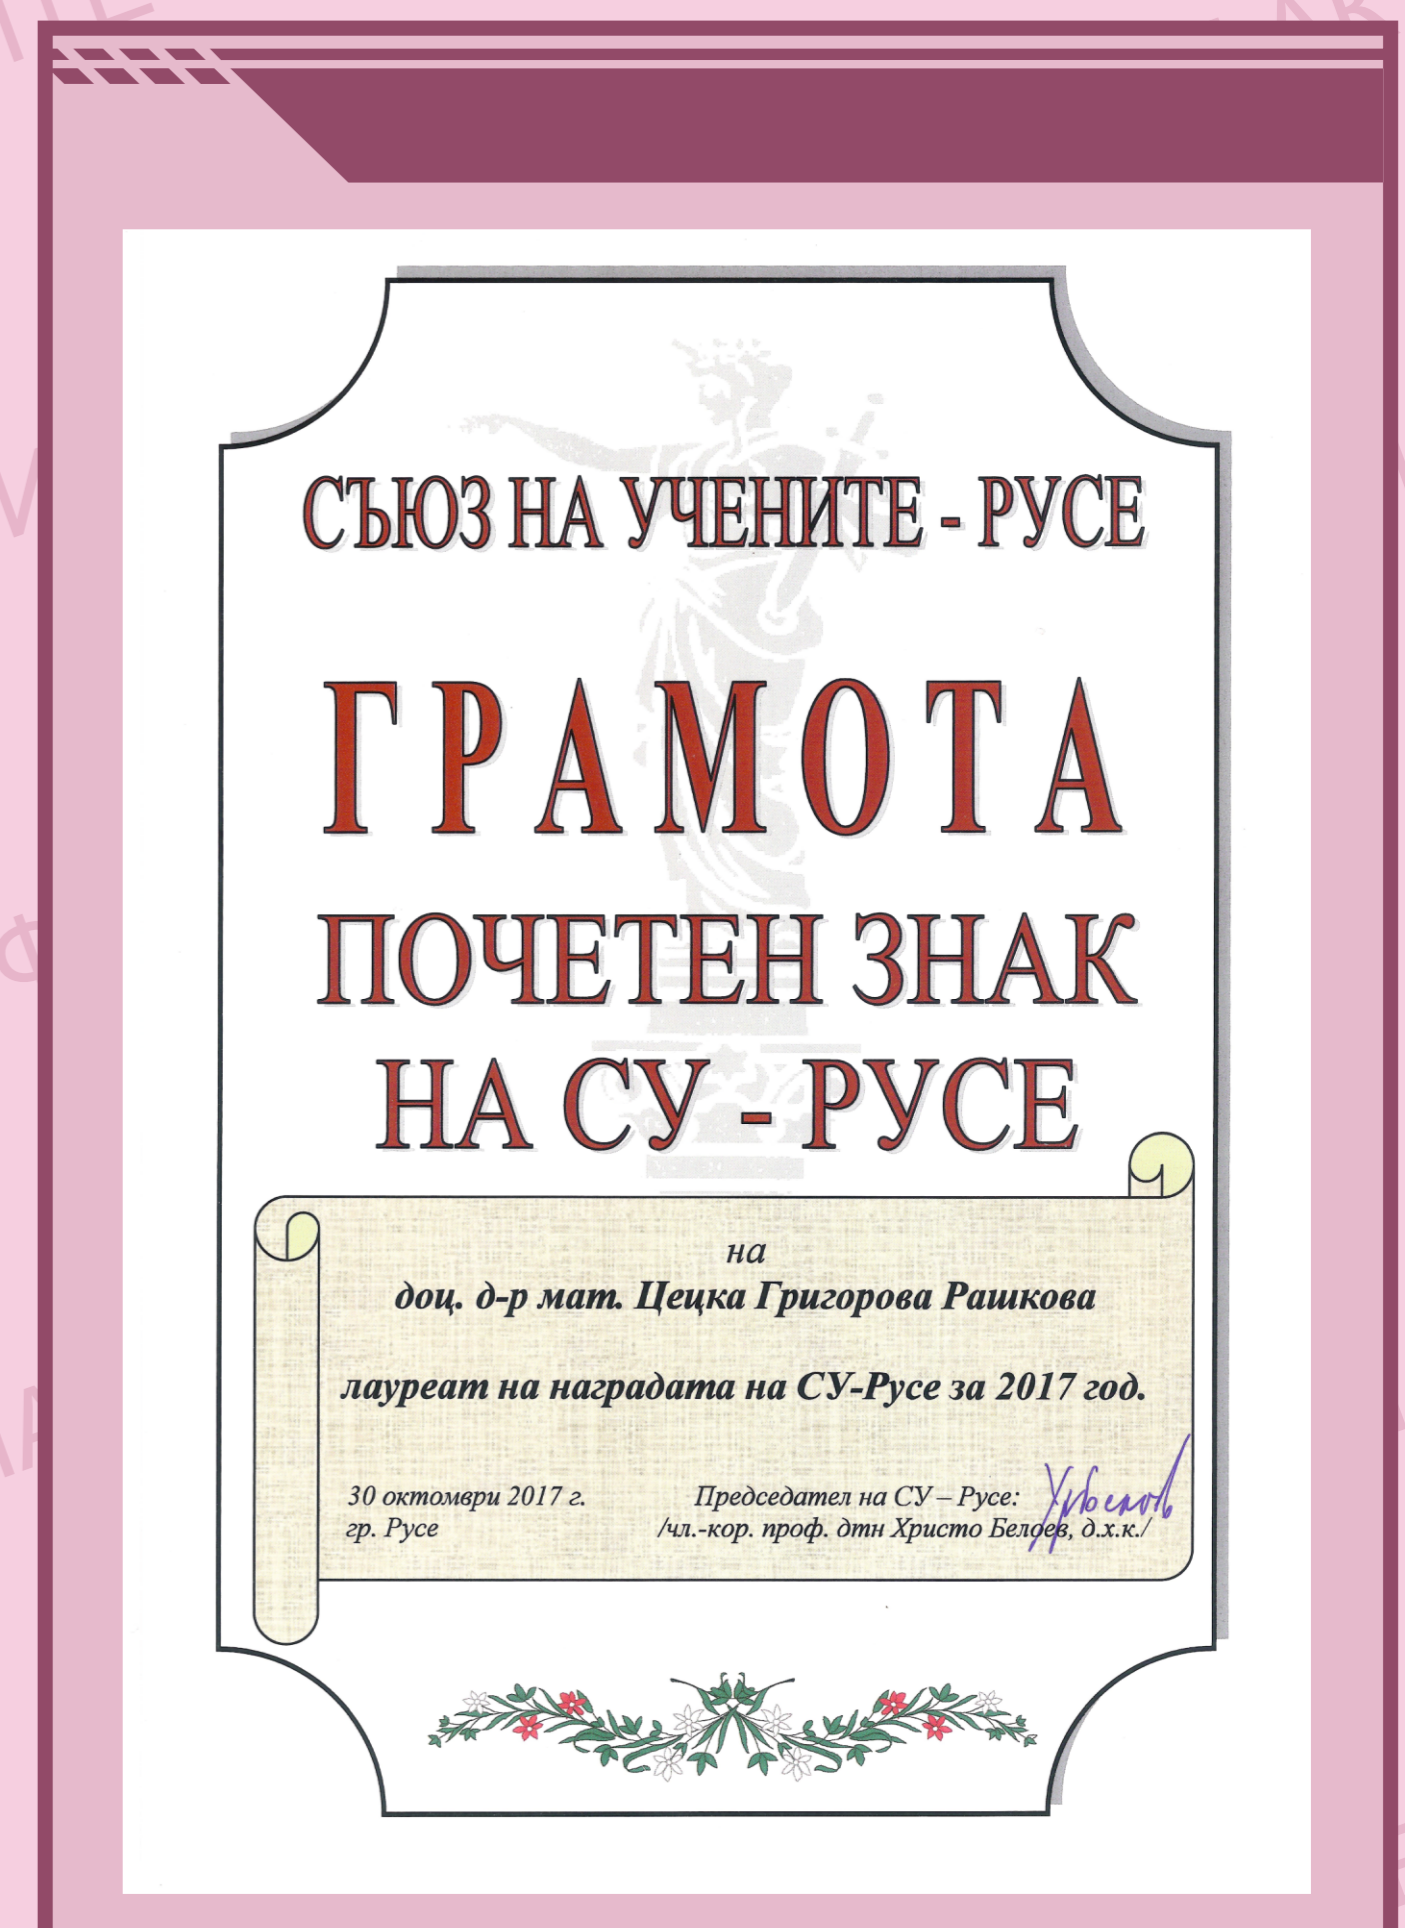 СЪЮЗ НА УЧЕНИТЕ - РУСЕ
ГРАМОТА
ПОЧЕТЕН ЗНАК
НА СУ - РУСЕ
на
доц. д-р мат. Цецка Григорова Рашкова
лауреат на наградата на СУ-Русе за 2017 год.
30 октомври 2017 г. Председател на СУ – Русе:
гр. Русе /чл.-кор. проф. дтн Христо Белоев, д.х.к./